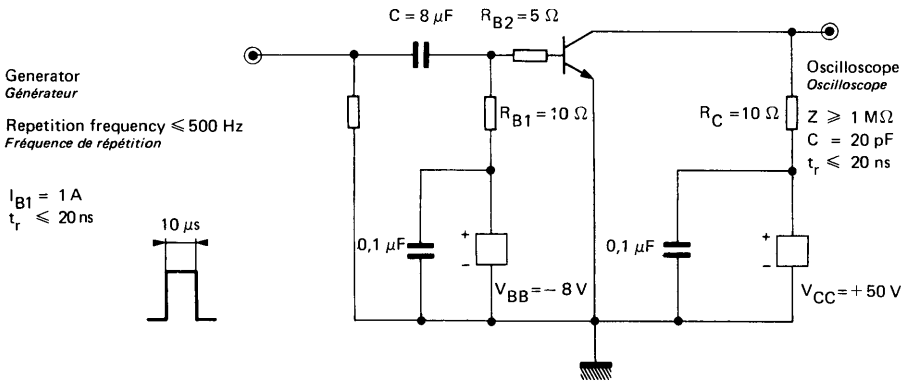 C = 8 µF
R_B2 = 5 Ω
Generator
Générateur
Repetition frequency ⩽ 500 Hz
Fréquence de répétition
I_B1 = 1 A
t_r ⩽ 20 ns
10 µs
R_B1 = 10 Ω
0,1 µF
+
-
V_BB = − 8 V
R_C = 10 Ω
0,1 µF
+
-
V_CC = +50 V
Oscilloscope
Oscilloscope
Z ⩾ 1 MΩ
C = 20 pF
t_r ⩽ 20 ns